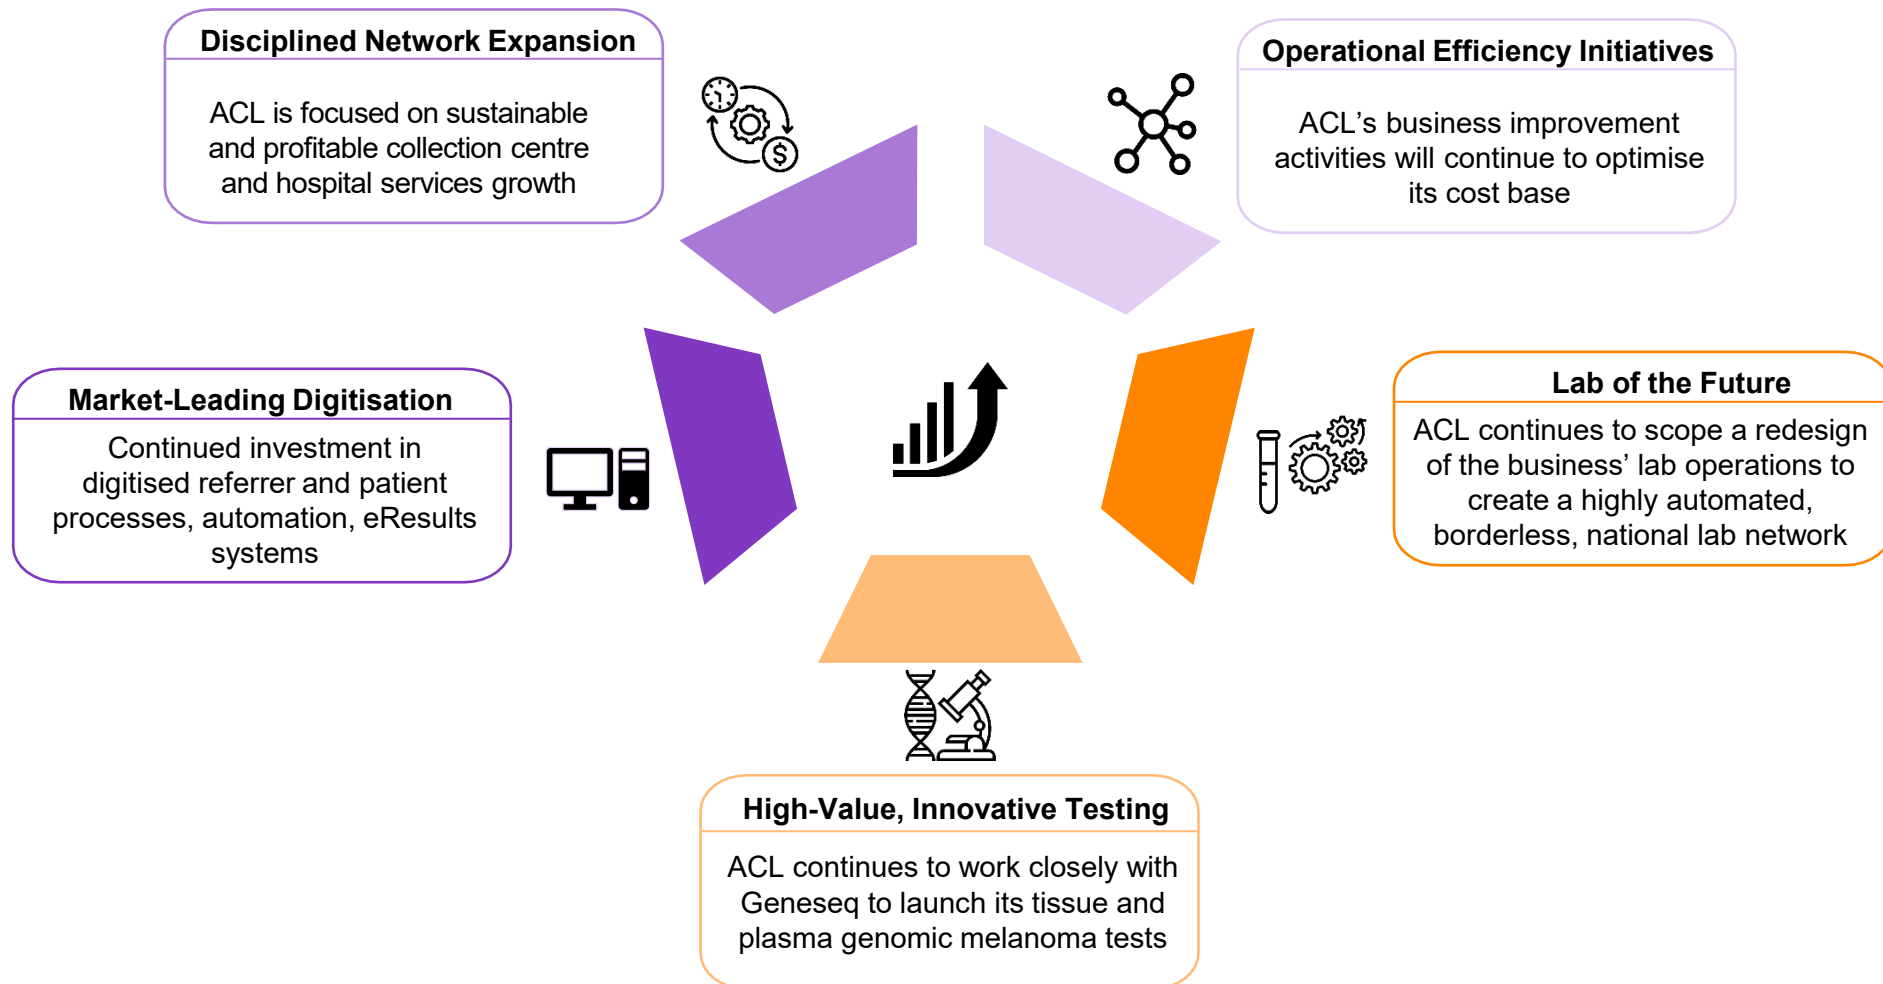 Disciplined Network Expansion
ACL is focused on sustainable
and profitable collection centre
and hospital services growth
Operational Efficiency Initiatives
ACL’s business improvement
activities will continue to optimise
its cost base
Market-Leading Digitisation
Continued investment in
digitised referrer and patient
processes, automation, eResults
systems
Lab of the Future
ACL continues to scope a redesign
of the business’ lab operations to
create a highly automated,
borderless, national lab network
High-Value, Innovative Testing
ACL continues to work closely with
Geneseq to launch its tissue and
plasma genomic melanoma tests
$